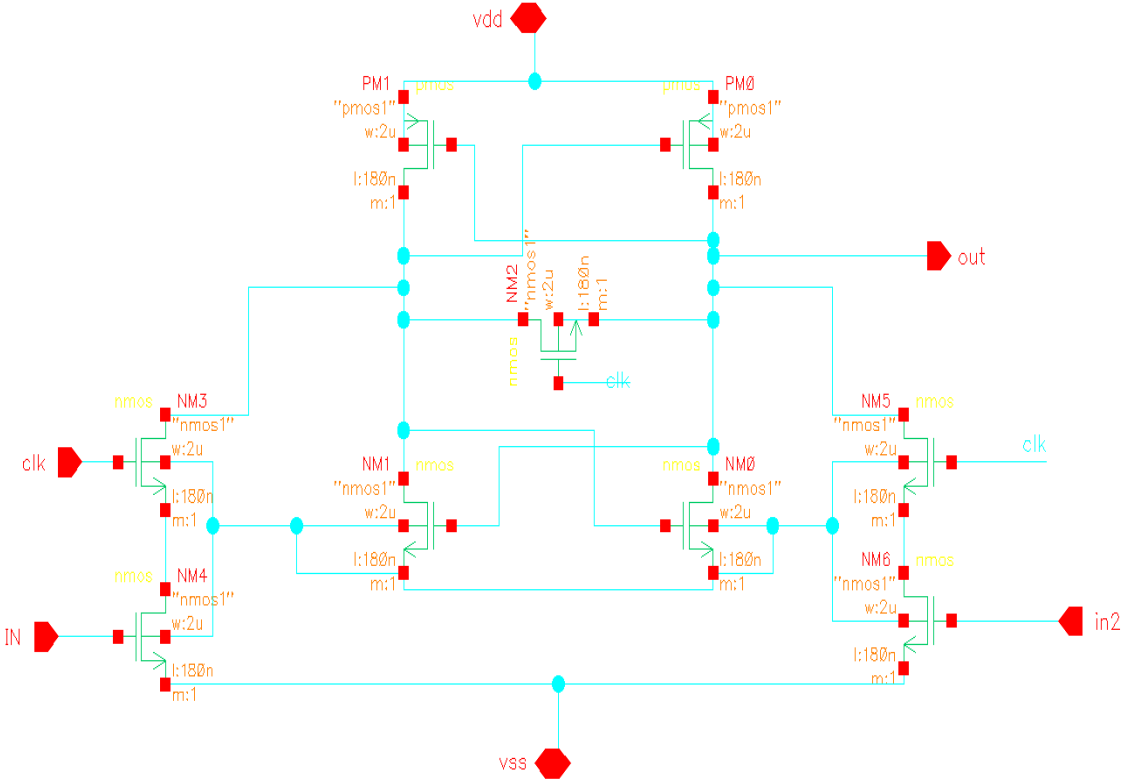 vdd
PM1 pmos
"pmos1"
w:2u
l:180n
m:1
pmos PM0
"pmos1"
w:2u
l:180n
m:1
out
NM2
"nmos1"
w:2u
l:180n
m:1
nmos
clk
nmos NM3
"nmos1"
w:2u
l:180n
m:1
clk
NM1 nmos
"nmos1"
w:2u
l:180n
m:1
nmos NM0
"nmos1"
w:2u
l:180n
m:1
NM5 nmos
"nmos1"
w:2u
l:180n
m:1
clk
nmos NM4
"nmos1"
w:2u
l:180n
m:1
IN
NM6 nmos
"nmos1"
w:2u
l:180n
m:1
in2
vss